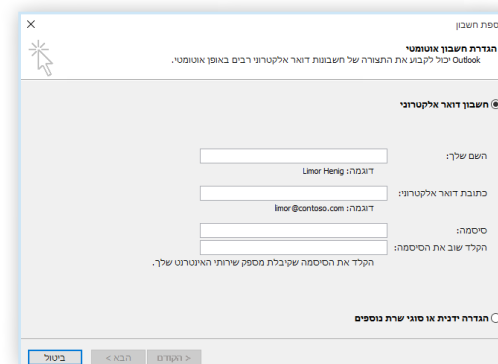 ספת חשבון
הגדרת חשבון אוטומטי
Outlook יכול לקבוע את התצורה של חשבונות דואר אלקטרוני רבים באופן אוטומטי.
חשבון דואר אלקטרוני
השם שלך:
דוגמה: Limor Henig
כתובת דואר אלקטרוני:
דוגמה: limor@contoso.com
סיסמה:
הקלד שוב את הסיסמה:
הקלד את הסיסמה שקיבלת מספק שירותי האינטרנט שלך.
הגדרה ידנית או סוגי שרת נוספים
< הקודם הבא > ביטול